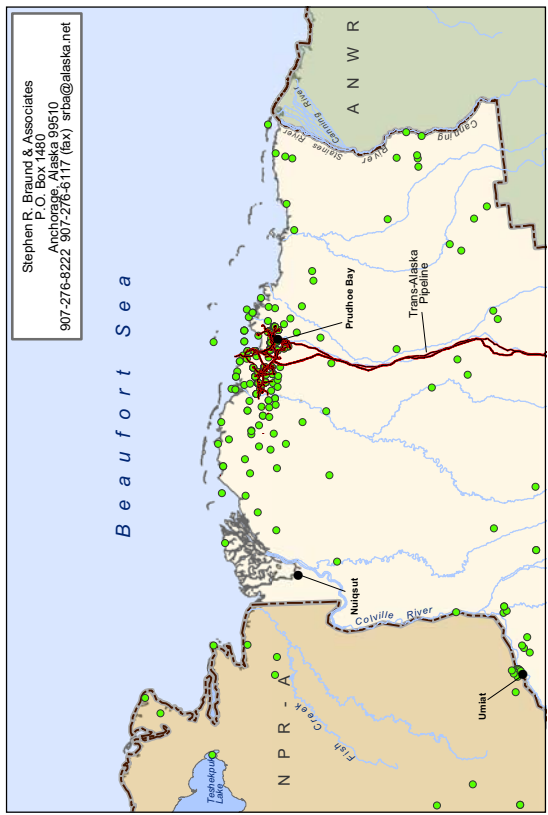 Stephen R. Braund & Associates
P.O. Box 1480
Anchorage, Alaska 99510
907-276-8222 907-276-6117 (fax) srba@alaska.net
Beaufort Sea
ANWR
Canning River
Staines River
Canning
River
Prudhoe Bay
Trans-Alaska
Pipeline
Nuiqsut
Colville River
NPR-A
Fish Creek
Teshekpuk
Lake
Umiat